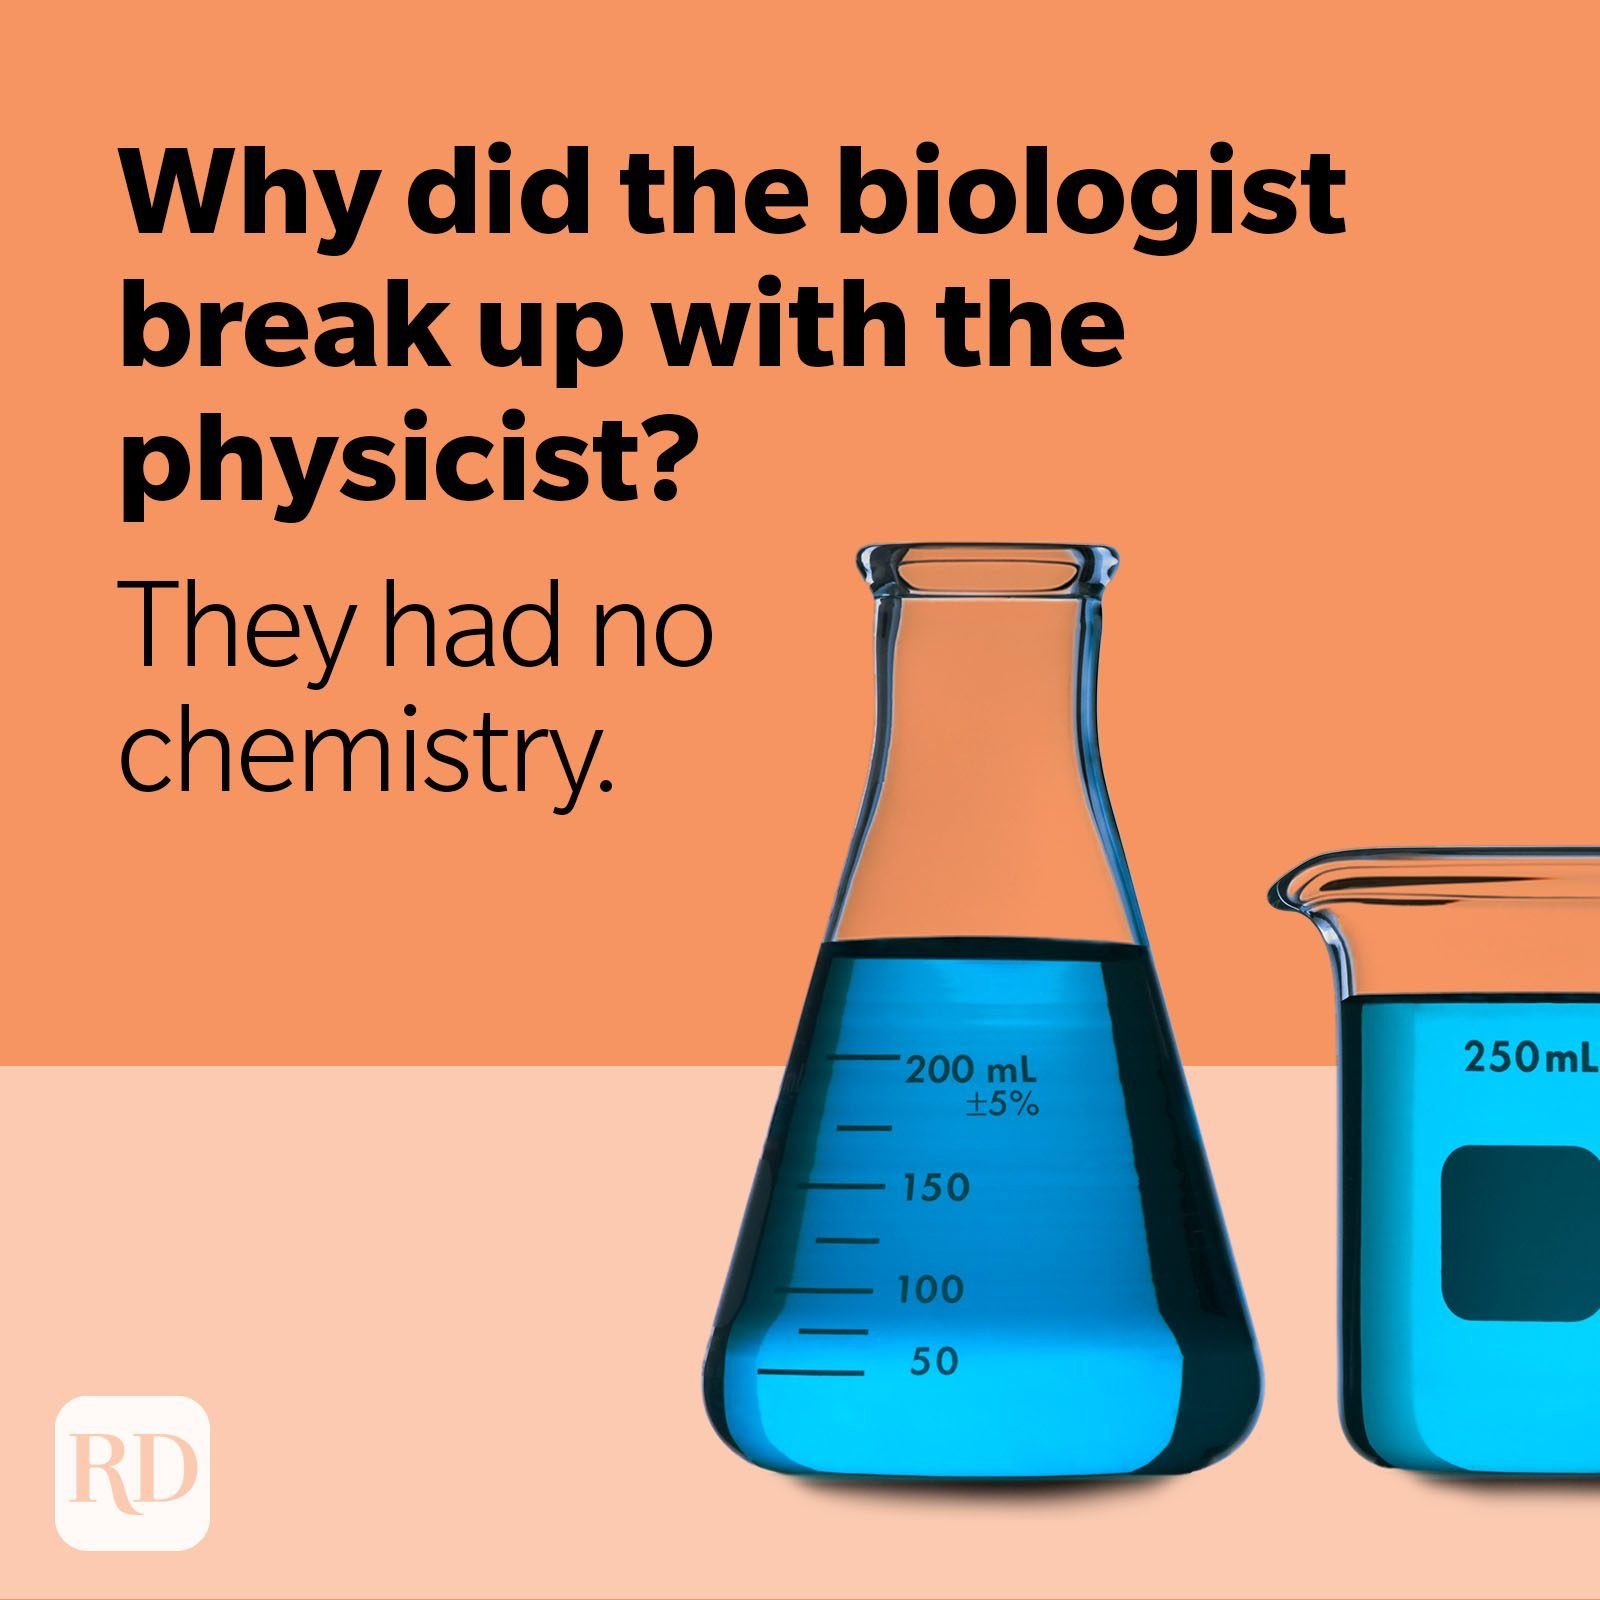 Why did the biologist
break up with the
physicist?
They had no
chemistry.
200 mL
±5%
150
100
50
250mL
RD